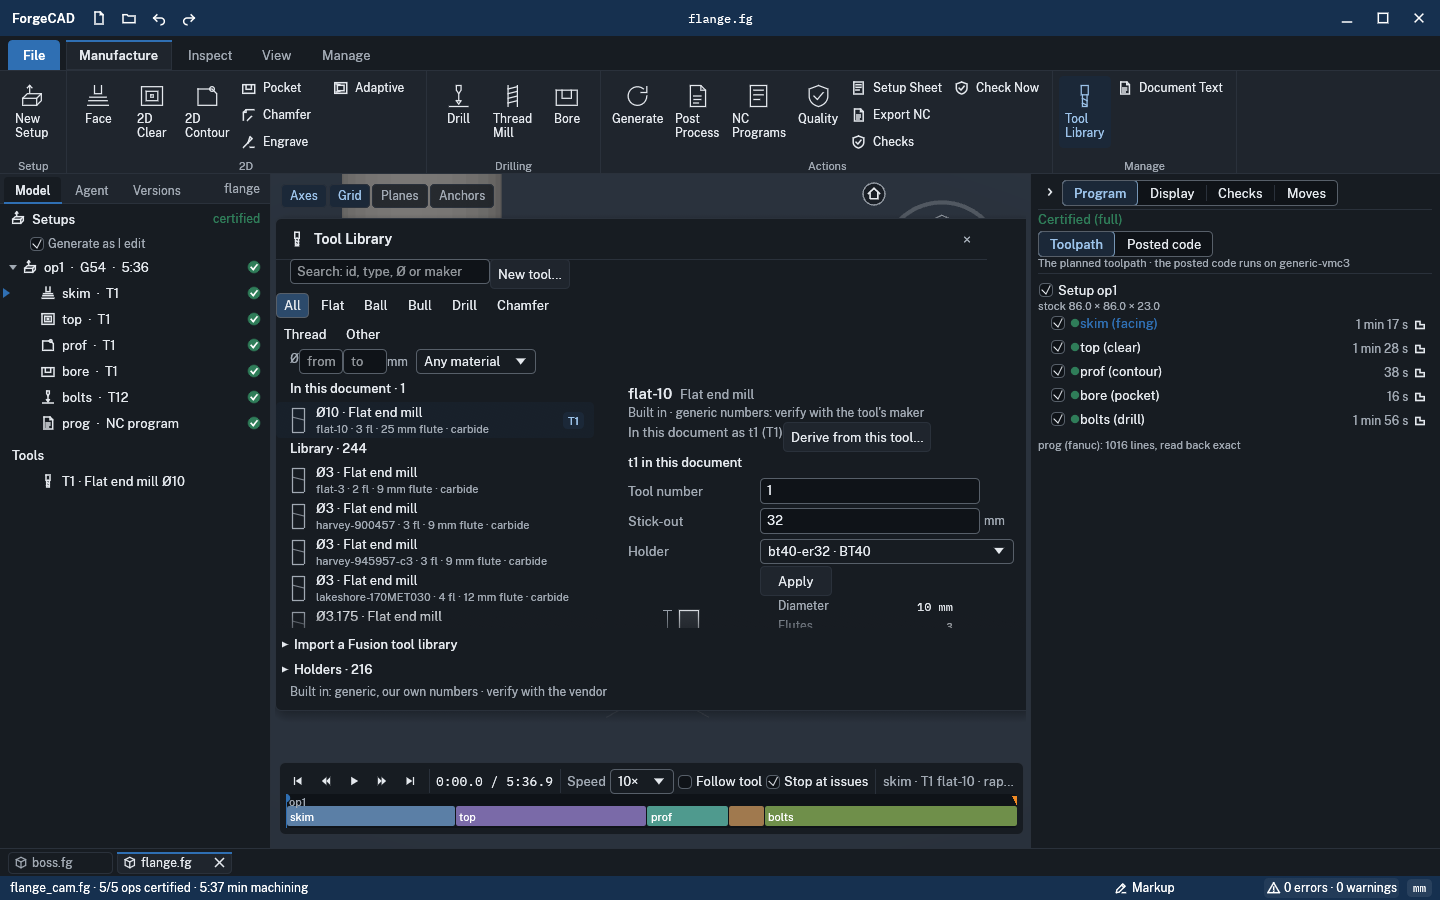 ForgeCAD
flange.fg
File
Manufacture
Inspect
View
Manage
New Setup
Face
2D Clear
2D Contour
Pocket
Chamfer
Engrave
Adaptive
Drill
Thread Mill
Bore
Generate
Post Process
NC Programs
Quality
Setup Sheet
Export NC
Checks
Check Now
Tool Library
Document Text
Setup
2D
Drilling
Actions
Manage
Model
Agent
Versions
flange
Setups
certified
Generate as I edit
op1 · G54 · 5:36
skim · T1
top · T1
prof · T1
bore · T1
bolts · T12
prog · NC program
Tools
T1 · Flat end mill Ø10
Axes
Grid
Planes
Anchors
Tool Library
×
Search: id, type, Ø or maker
New tool...
All
Flat
Ball
Bull
Drill
Chamfer
Thread
Other
Ø
from
to
mm
Any material
In this document · 1
Ø10 · Flat end mill
flat-10 · 3 fl · 25 mm flute · carbide
T1
Library · 244
Ø3 · Flat end mill
flat-3 · 2 fl · 9 mm flute · carbide
Ø3 · Flat end mill
harvey-900457 · 3 fl · 9 mm flute · carbide
Ø3 · Flat end mill
harvey-945957-c3 · 3 fl · 9 mm flute · carbide
Ø3 · Flat end mill
lakeshore-170MET030 · 4 fl · 12 mm flute · carbide
Ø3.175 · Flat end mill
flat-10 Flat end mill
Built in · generic numbers: verify with the tool's maker
In this document as t1 (T1)
Derive from this tool...
t1 in this document
Tool number
1
Stick-out
32
mm
Holder
bt40-er32 · BT40
Apply
Diameter
10 mm
Flutes
3
Import a Fusion tool library
Holders · 216
Built in: generic, our own numbers · verify with the vendor
0:00.0 / 5:36.9
Speed
10×
Follow tool
Stop at issues
skim · T1 flat-10 · rap...
op1
skim
top
prof
bolts
Program
Display
Checks
Moves
Certified (full)
Toolpath
Posted code
The planned toolpath · the posted code runs on generic-vmc3
Setup op1
stock 86.0 × 86.0 × 23.0
skim (facing)
1 min 17 s
top (clear)
1 min 28 s
prof (contour)
38 s
bore (pocket)
16 s
bolts (drill)
1 min 56 s
prog (fanuc): 1016 lines, read back exact
boss.fg
flange.fg
flange_cam.fg · 5/5 ops certified · 5:37 min machining
Markup
0 errors · 0 warnings
mm